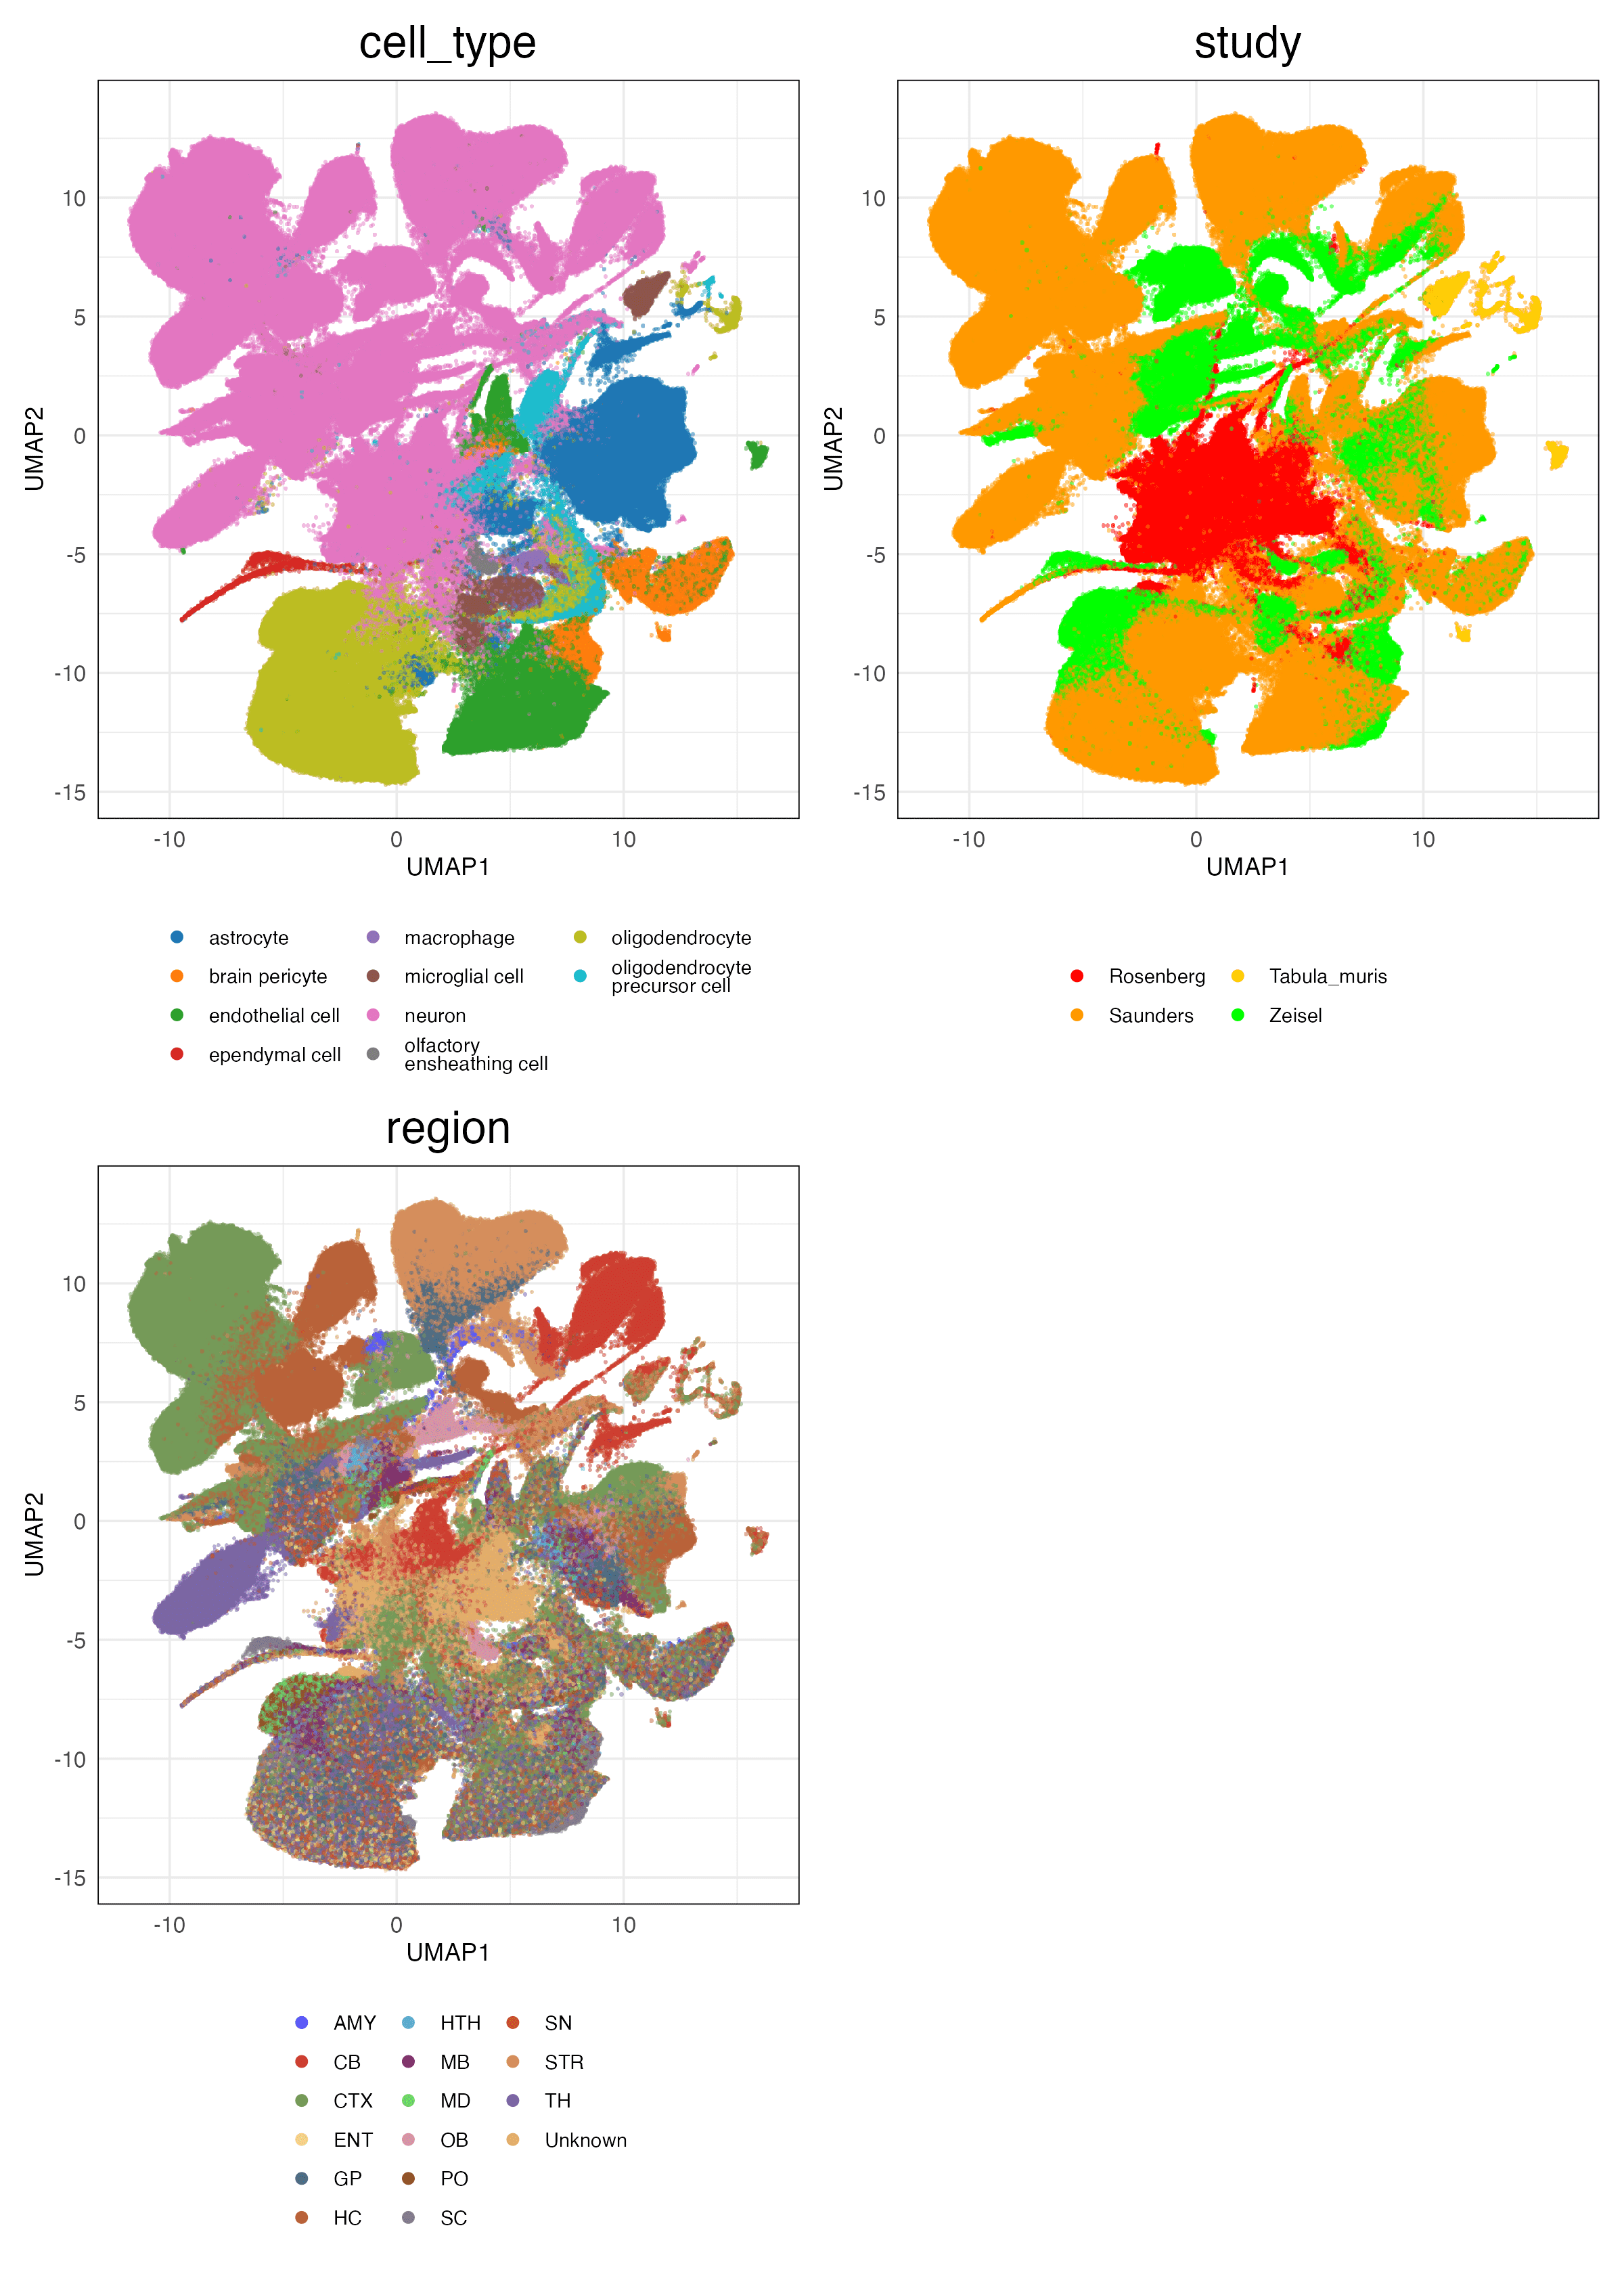 cell_type
study
UMAP2
10
5
0
-5
-10
-15
-10 0 10
UMAP1
UMAP2
10
5
0
-5
-10
-15
-10 0 10
UMAP1
astrocyte
brain pericyte
endothelial cell
ependymal cell
macrophage
microglial cell
neuron
olfactory
ensheathing cell
oligodendrocyte
oligodendrocyte
precursor cell
Rosenberg
Saunders
Tabula_muris
Zeisel
region
UMAP2
10
5
0
-5
-10
-15
-10 0 10
UMAP1
AMY
CB
CTX
ENT
GP
HC
HTH
MB
MD
OB
PO
SC
SN
STR
TH
Unknown